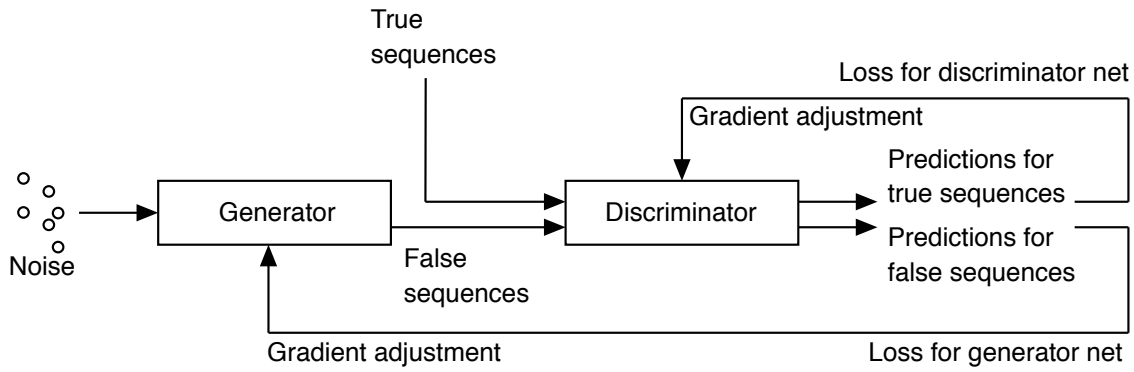 True
sequences
Loss for discriminator net
Gradient adjustment
Predictions for
true sequences
Generator
Discriminator
Predictions for
false sequences
Noise
False
sequences
Gradient adjustment
Loss for generator net